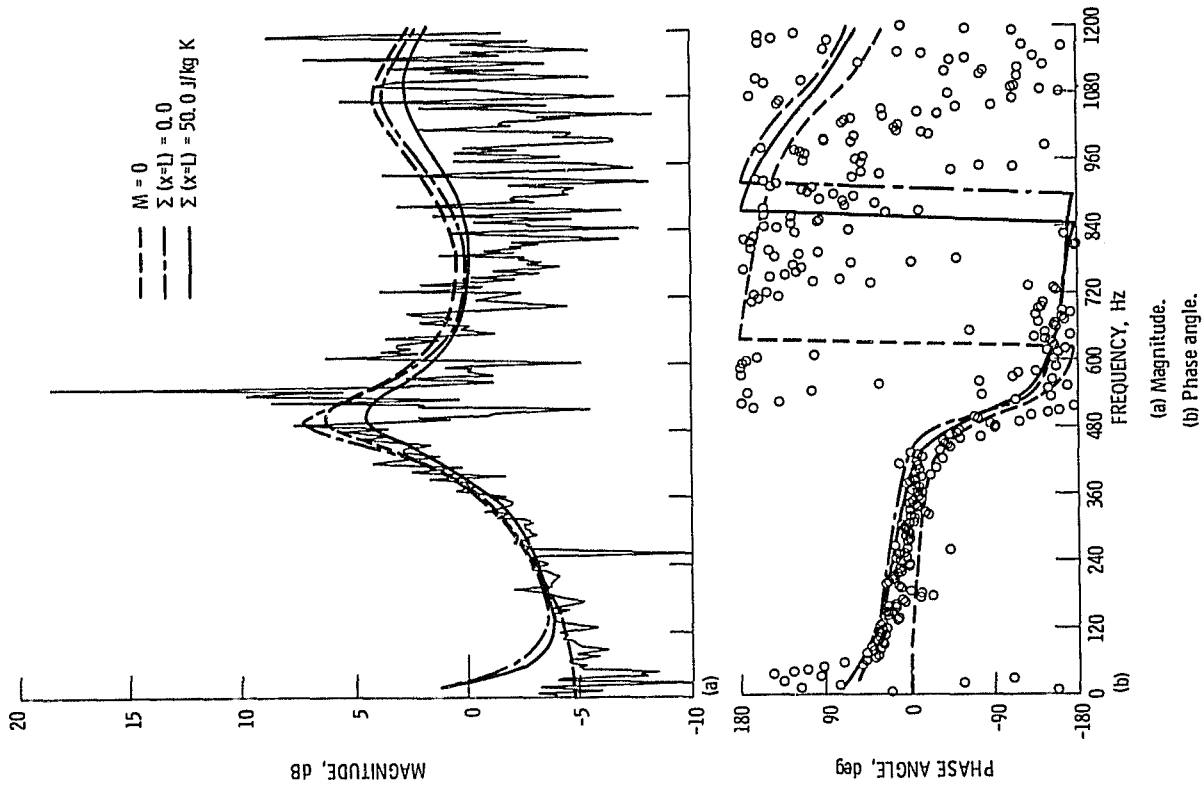 M = 0
Σ (x=L) = 0.0
Σ (x=L) = 50.0 J/kg K
20
15
10
5
0
-5
-10
MAGNITUDE, dB
(a)
180
90
0
-90
-180
PHASE ANGLE, deg
0
120
240
360
480
600
720
840
960
1080
1200
(b)
FREQUENCY, Hz
(a) Magnitude.
(b) Phase angle.